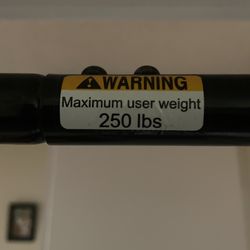 WARNING
Maximum user weight
250 lbs